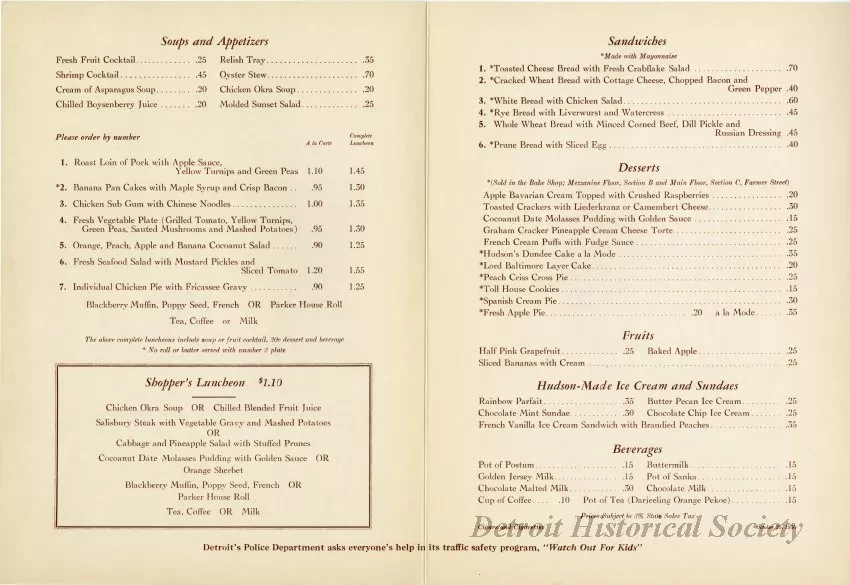 Soups and Appetizers
Fresh Fruit Cocktail............ .25 Relish Tray..................... .35
Shrimp Cocktail............... .45 Oyster Stew..................... .70
Cream of Asparagus Soup....... .20 Chicken Okra Soup.............. .20
Chilled Boysenberry Juice....... .20 Molded Sunset Salad............. .25
Please order by number A la Carte Complete Luncheon
1. Roast Loin of Pork with Apple Sauce,
Yellow Turnips and Green Peas 1.10 1.45
*2. Banana Pan Cakes with Maple Syrup and Crisp Bacon .. .95 1.30
3. Chicken Sub Gum with Chinese Noodles............... 1.00 1.35
4. Fresh Vegetable Plate (Grilled Tomato, Yellow Turnips,
Green Peas, Sauted Mushrooms and Mashed Potatoes) .95 1.30
5. Orange, Peach, Apple and Banana Cocoanut Salad...... .90 1.25
6. Fresh Seafood Salad with Mustard Pickles and
Sliced Tomato 1.20 1.55
7. Individual Chicken Pie with Fricassee Gravy........... .90 1.25
Blackberry Muffin, Poppy Seed, French OR Parker House Roll
Tea, Coffee or Milk
The above complete luncheons include soup or fruit cocktail, 20c dessert and beverage
* No roll or butter served with number 2 plate
Shopper's Luncheon $1.10
Chicken Okra Soup OR Chilled Blended Fruit Juice
Salisbury Steak with Vegetable Gravy and Mashed Potatoes
OR
Cabbage and Pineapple Salad with Stuffed Prunes
Cocoanut Date Molasses Pudding with Golden Sauce OR
Orange Sherbet
Blackberry Muffin, Poppy Seed, French OR
Parker House Roll
Tea, Coffee OR Milk
Sandwiches
*Made with Mayonnaise
1. *Toasted Cheese Bread with Fresh Crabflake Salad .................... .70
2. *Cracked Wheat Bread with Cottage Cheese, Chopped Bacon and
Green Pepper .40
3. *White Bread with Chicken Salad................................... .60
4. *Rye Bread with Liverwurst and Watercress .......................... .45
5. Whole Wheat Bread with Minced Corned Beef, Dill Pickle and
Russian Dressing .45
6. *Prune Bread with Sliced Egg....................................... .40
Desserts
*(Sold in the Bake Shop; Mezzanine Floor, Section B and Main Floor, Section C, Farmer Street)
Apple Bavarian Cream Topped with Crushed Raspberries ................ .20
Toasted Crackers with Liederkranz or Camembert Cheese................. .30
Cocoanut Date Molasses Pudding with Golden Sauce .................... .15
Graham Cracker Pineapple Cream Cheese Torte ........................ .25
French Cream Puffs with Fudge Sauce ................................ .25
*Hudson's Dundee Cake a la Mode .................................... .35
*Lord Baltimore Layer Cake.......................................... .20
*Peach Criss Cross Pie .............................................. .25
*Toll House Cookies................................................. .15
*Spanish Cream Pie.................................................. .30
*Fresh Apple Pie.................................. .20 a la Mode....... .35
Fruits
Half Pink Grapefruit............. .25 Baked Apple................... .25
Sliced Bananas with Cream ........................................... .25
Hudson-Made Ice Cream and Sundaes
Rainbow Parfait.................. .35 Butter Pecan Ice Cream......... .25
Chocolate Mint Sundae........... .30 Chocolate Chip Ice Cream....... .25
French Vanilla Ice Cream Sandwich with Brandied Peaches................ .35
Beverages
Pot of Postum................... .15 Buttermilk ..................... .15
Golden Jersey Milk............... .15 Pot of Sanka................... .15
Chocolate Malted Milk............ .30 Chocolate Milk ................. .15
Cup of Coffee.... .10 Pot of Tea (Darjeeling Orange Pekoe)............. .15
Prices Subject to 3% State Sales Tax
Cigars and Cigarettes
Detroit Historical Society
Detroit's Police Department asks everyone's help in its traffic safety program, "Watch Out For Kids"